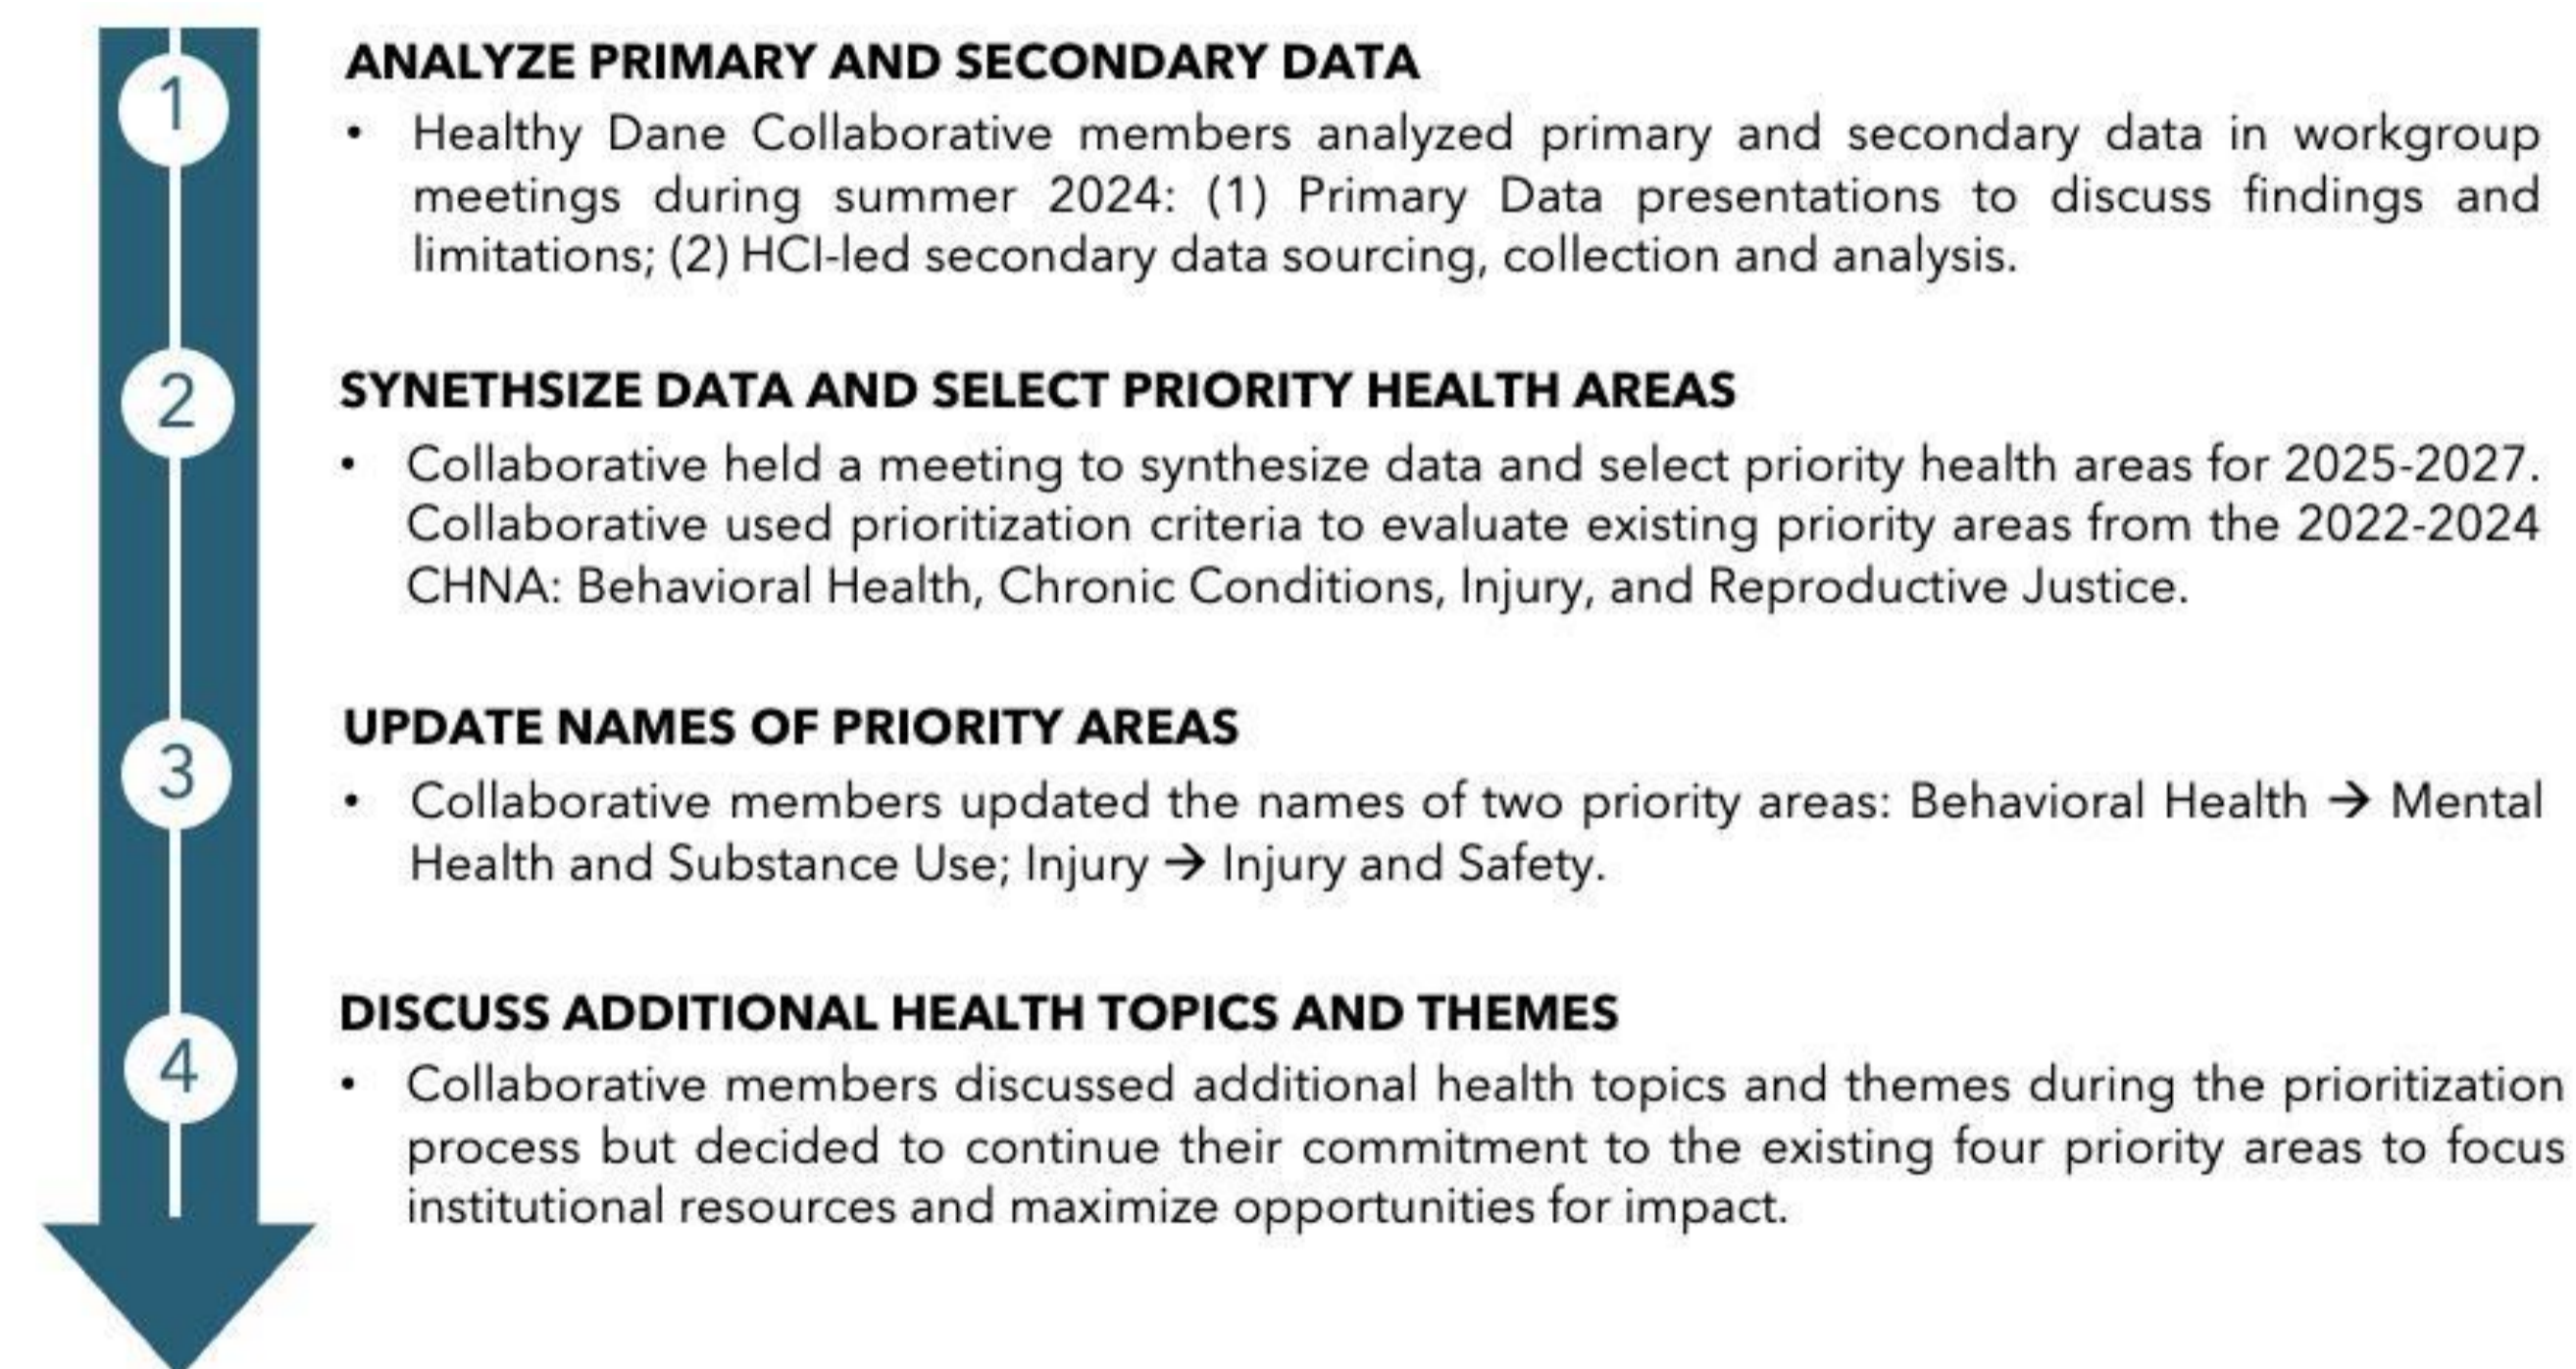 1
ANALYZE PRIMARY AND SECONDARY DATA
• Healthy Dane Collaborative members analyzed primary and secondary data in workgroup
meetings during summer 2024: (1) Primary Data presentations to discuss findings and
limitations; (2) HCI-led secondary data sourcing, collection and analysis.
2
SYNETHSIZE DATA AND SELECT PRIORITY HEALTH AREAS
• Collaborative held a meeting to synthesize data and select priority health areas for 2025-2027.
Collaborative used prioritization criteria to evaluate existing priority areas from the 2022-2024
CHNA: Behavioral Health, Chronic Conditions, Injury, and Reproductive Justice.
3
UPDATE NAMES OF PRIORITY AREAS
• Collaborative members updated the names of two priority areas: Behavioral Health → Mental
Health and Substance Use; Injury → Injury and Safety.
4
DISCUSS ADDITIONAL HEALTH TOPICS AND THEMES
• Collaborative members discussed additional health topics and themes during the prioritization
process but decided to continue their commitment to the existing four priority areas to focus
institutional resources and maximize opportunities for impact.